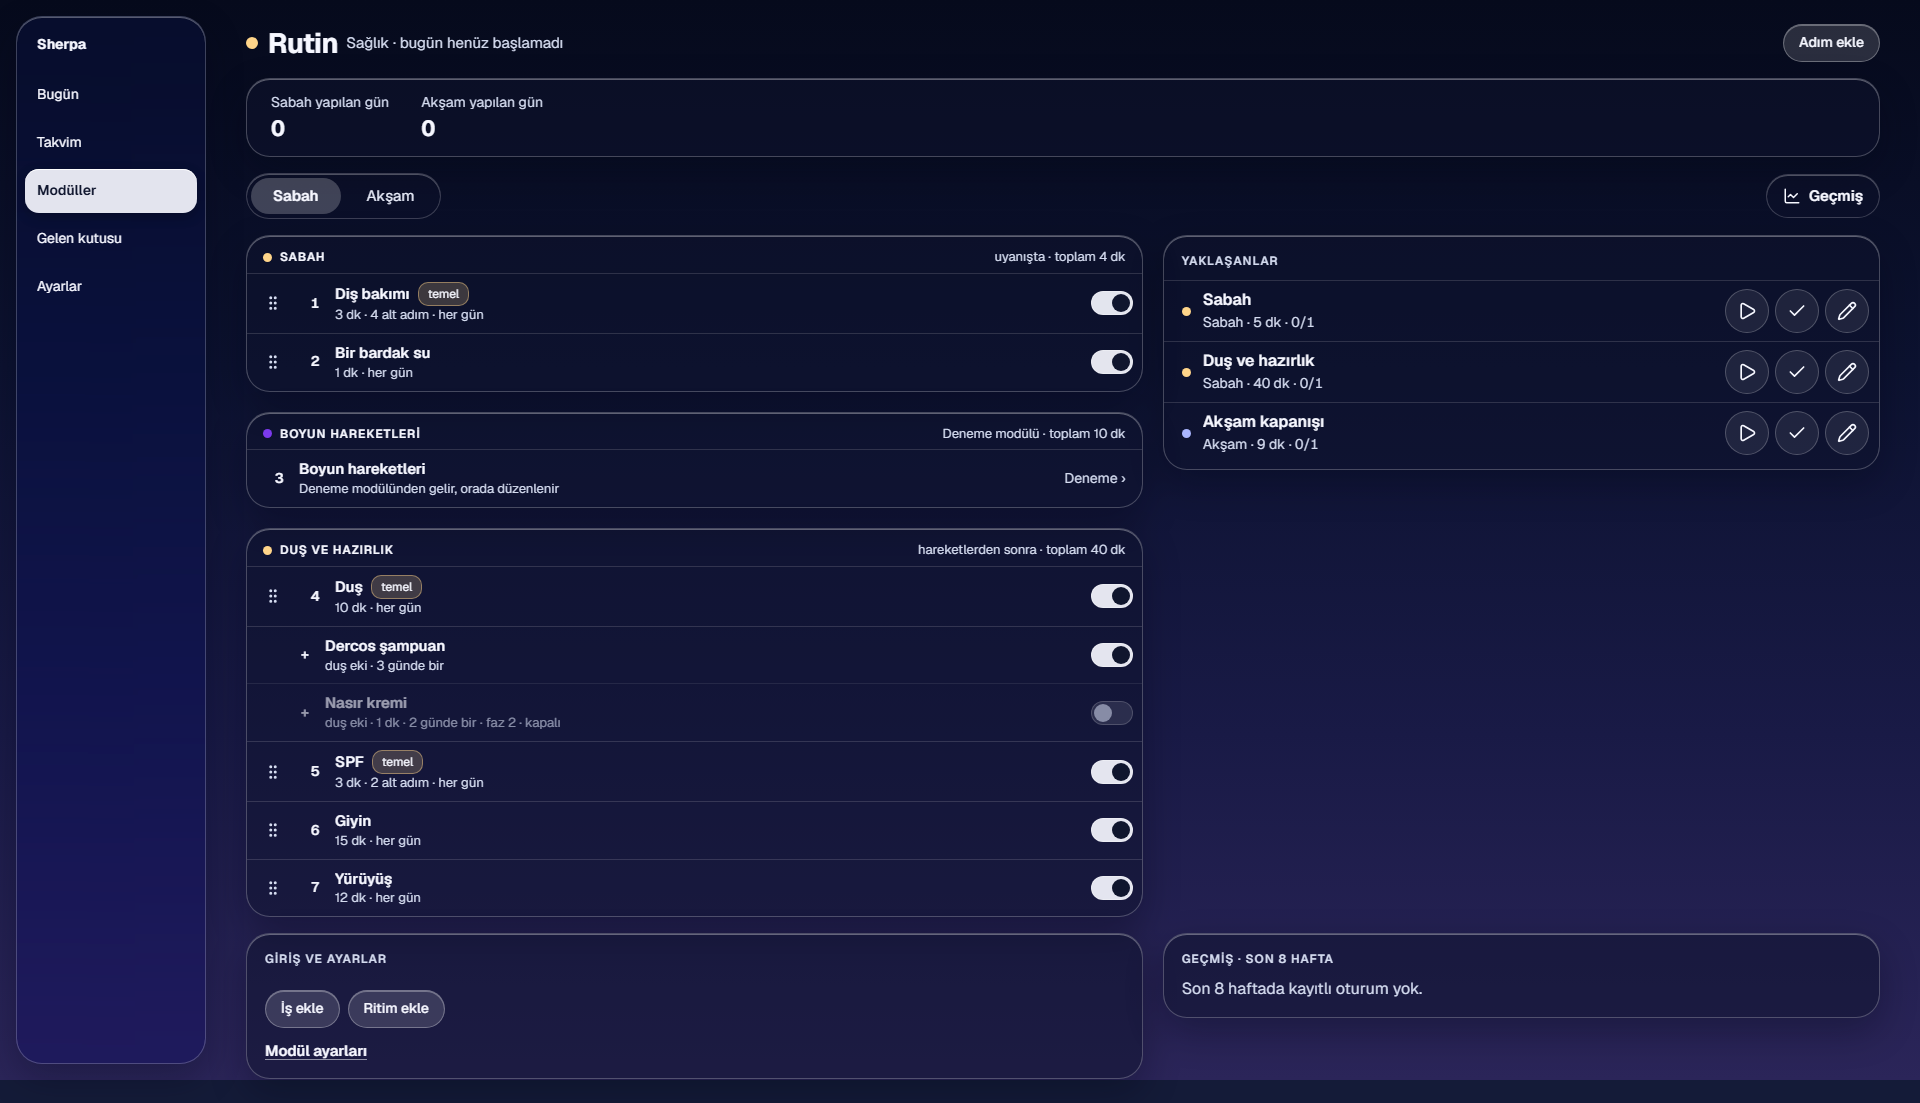 Sherpa
Bugün
Takvim
Modüller
Gelen kutusu
Ayarlar
Rutin Sağlık · bugün henüz başlamadı
Adım ekle
Sabah yapılan gün
0
Akşam yapılan gün
0
Sabah
Akşam
Geçmiş
SABAH
uyanışta · toplam 4 dk
1
Diş bakımı temel
3 dk · 4 alt adım · her gün
2
Bir bardak su
1 dk · her gün
BOYUN HAREKETLERİ
Deneme modülü · toplam 10 dk
3
Boyun hareketleri
Deneme modülünden gelir, orada düzenlenir
Deneme ›
DUŞ VE HAZIRLIK
hareketlerden sonra · toplam 40 dk
4
Duş temel
10 dk · her gün
+
Dercos şampuan
duş eki · 3 günde bir
+
Nasır kremi
duş eki · 1 dk · 2 günde bir · faz 2 · kapalı
5
SPF temel
3 dk · 2 alt adım · her gün
6
Giyin
15 dk · her gün
7
Yürüyüş
12 dk · her gün
YAKLAŞANLAR
Sabah
Sabah · 5 dk · 0/1
Duş ve hazırlık
Sabah · 40 dk · 0/1
Akşam kapanışı
Akşam · 9 dk · 0/1
GİRİŞ VE AYARLAR
İş ekle
Ritim ekle
Modül ayarları
GEÇMİŞ · SON 8 HAFTA
Son 8 haftada kayıtlı oturum yok.